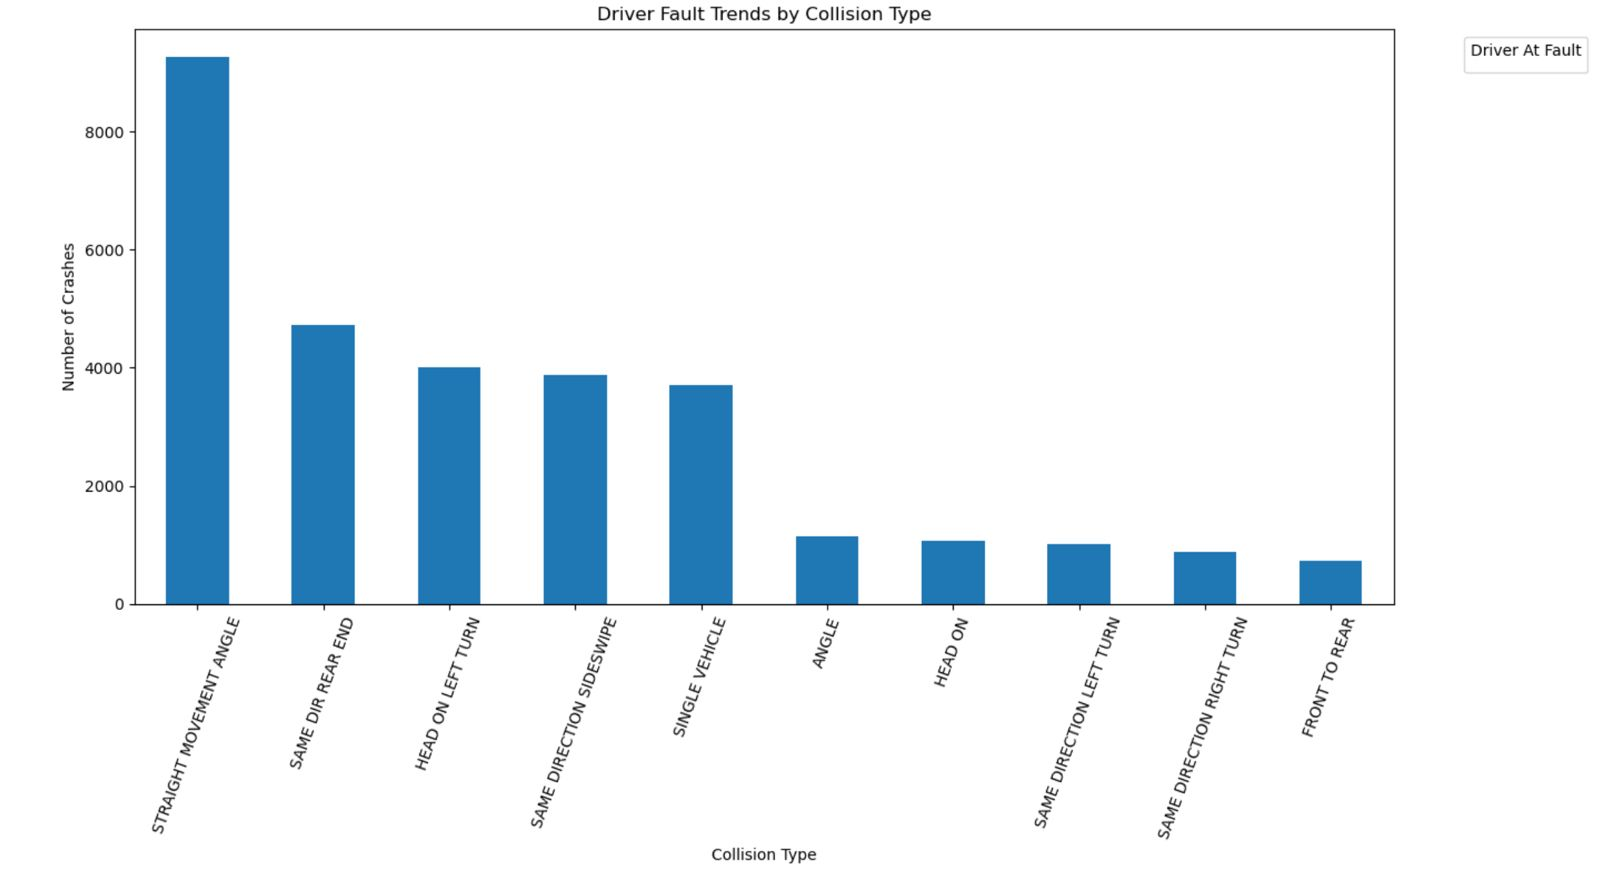 Driver Fault Trends by Collision Type
Driver At Fault
Number of Crashes
8000
6000
4000
2000
0
STRAIGHT MOVEMENT ANGLE
SAME DIR REAR END
HEAD ON LEFT TURN
SAME DIRECTION SIDESWIPE
SINGLE VEHICLE
ANGLE
HEAD ON
SAME DIRECTION LEFT TURN
SAME DIRECTION RIGHT TURN
FRONT TO REAR
Collision Type